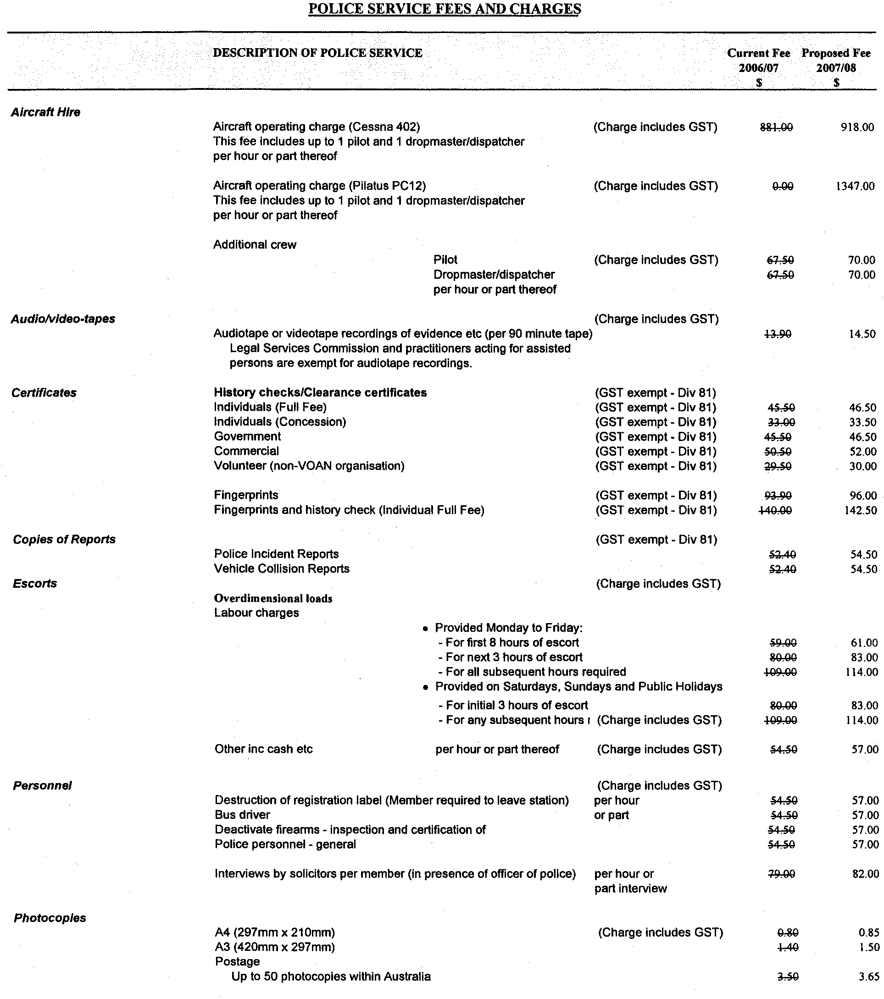 POLICE SERVICE FEES AND CHARGES
DESCRIPTION OF POLICE SERVICE Current Fee Proposed Fee
2006/07 2007/08
$ $
Aircraft Hire
Aircraft operating charge (Cessna 402) (Charge includes GST) 881.00 918.00
This fee includes up to 1 pilot and 1 dropmaster/dispatcher
per hour or part thereof
Aircraft operating charge (Pilatus PC12) (Charge includes GST) 0.00 1347.00
This fee includes up to 1 pilot and 1 dropmaster/dispatcher
per hour or part thereof
Additional crew
Pilot (Charge includes GST) 67.50 70.00
Dropmaster/dispatcher 67.50 70.00
per hour or part thereof
Audio/video-tapes (Charge includes GST)
Audiotape or videotape recordings of evidence etc (per 90 minute tape) 13.90 14.50
Legal Services Commission and practitioners acting for assisted
persons are exempt for audiotape recordings.
Certificates History checks/Clearance certificates (GST exempt - Div 81)
Individuals (Full Fee) (GST exempt - Div 81) 45.50 46.50
Individuals (Concession) (GST exempt - Div 81) 33.00 33.50
Government (GST exempt - Div 81) 45.50 46.50
Commercial (GST exempt - Div 81) 50.50 52.00
Volunteer (non-VOAN organisation) (GST exempt - Div 81) 29.50 30.00
Fingerprints (GST exempt - Div 81) 93.90 96.00
Fingerprints and history check (Individual Full Fee) (GST exempt - Div 81) 140.00 142.50
Copies of Reports (GST exempt - Div 81)
Police Incident Reports 52.40 54.50
Vehicle Collision Reports 52.40 54.50
Escorts (Charge includes GST)
Overdimensional loads
Labour charges
• Provided Monday to Friday:
- For first 8 hours of escort 59.00 61.00
- For next 3 hours of escort 80.00 83.00
- For all subsequent hours required 109.00 114.00
• Provided on Saturdays, Sundays and Public Holidays
- For initial 3 hours of escort 80.00 83.00
- For any subsequent hours r (Charge includes GST) 109.00 114.00
Other inc cash etc per hour or part thereof (Charge includes GST) 54.50 57.00
Personnel (Charge includes GST)
Destruction of registration label (Member required to leave station) per hour 54.50 57.00
Bus driver or part 54.50 57.00
Deactivate firearms - inspection and certification of 54.50 57.00
Police personnel - general 54.50 57.00
Interviews by solicitors per member (in presence of officer of police) per hour or 79.00 82.00
part interview
Photocopies
A4 (297mm x 210mm) (Charge includes GST) 0.80 0.85
A3 (420mm x 297mm) 1.40 1.50
Postage
Up to 50 photocopies within Australia 3.50 3.65